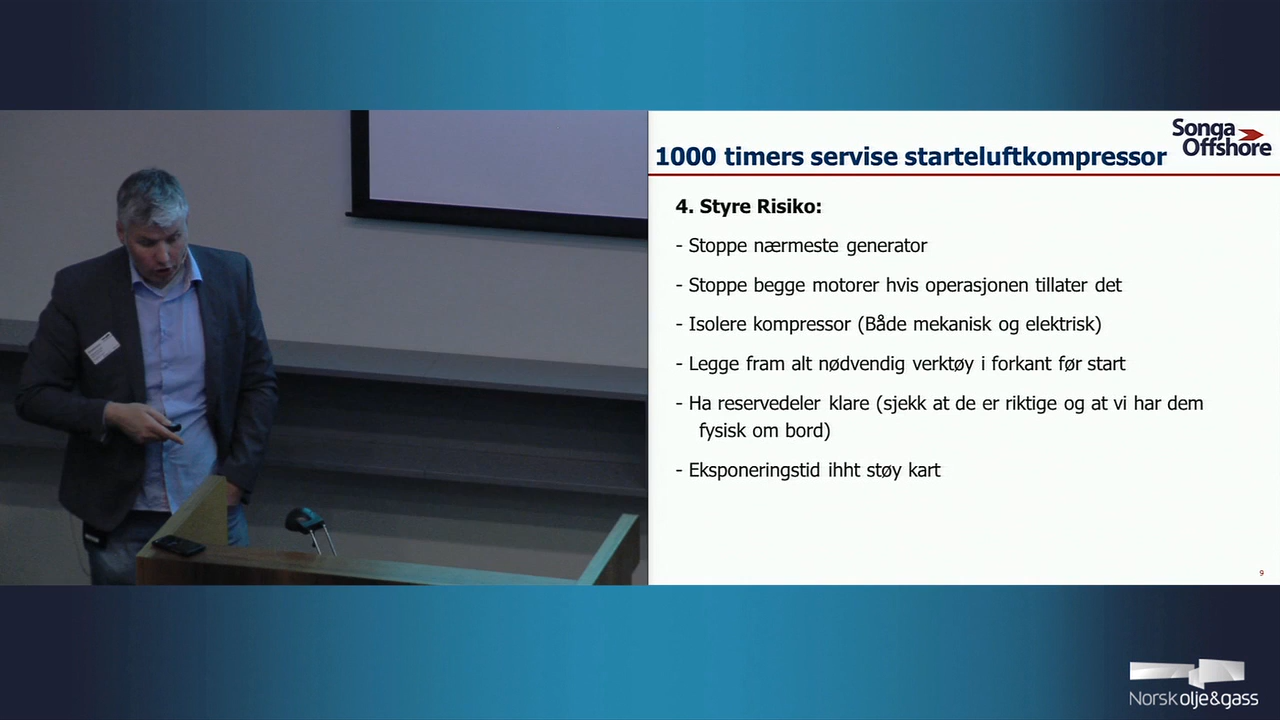 1000 timers servise starteluftkompressor
Songa
Offshore
4. Styre Risiko:
- Stoppe nærmeste generator
- Stoppe begge motorer hvis operasjonen tillater det
- Isolere kompressor (Både mekanisk og elektrisk)
- Legge fram alt nødvendig verktøy i forkant før start
- Ha reservedeler klare (sjekk at de er riktige og at vi har dem
fysisk om bord)
- Eksponeringstid ihht støy kart
9
Norsk olje&gass